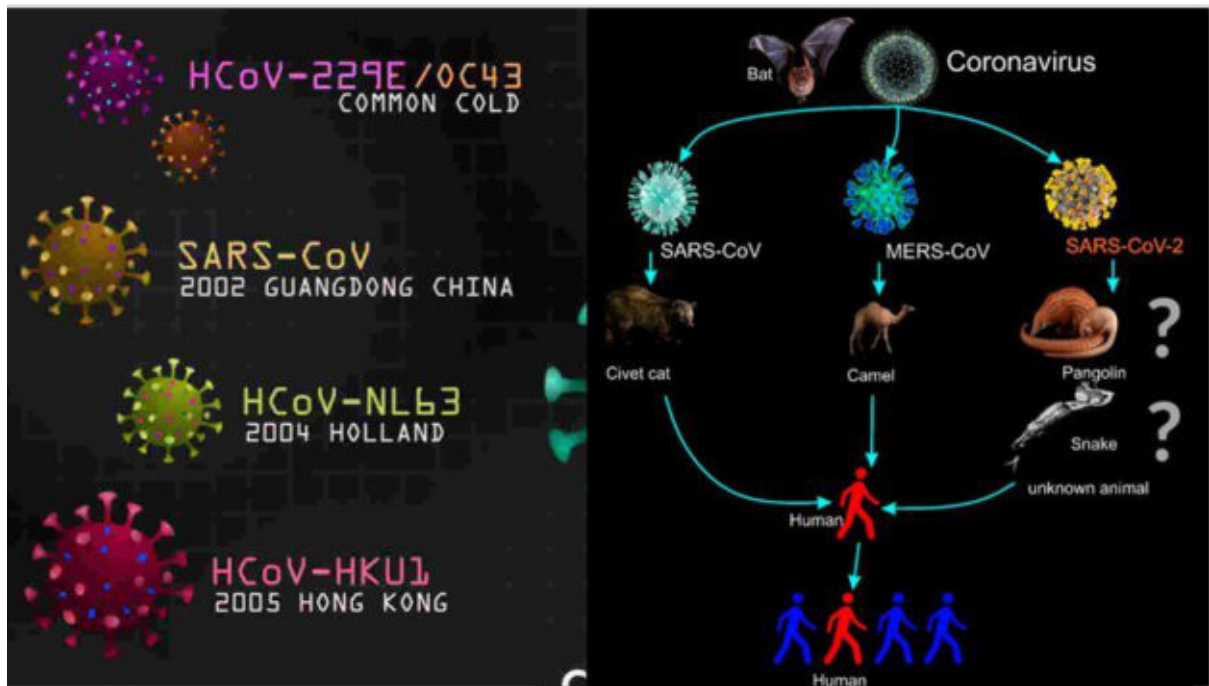 HCoV-229E/OC43
COMMON COLD
SARS-CoV
2002 GUANGDONG CHINA
HCoV-NL63
2004 HOLLAND
HCoV-HKU1
2005 HONG KONG
Bat
Coronavirus
SARS-CoV
MERS-CoV
SARS-CoV-2
?
Civet cat
Camel
Pangolin
?
Snake
unknown animal
Human
Human